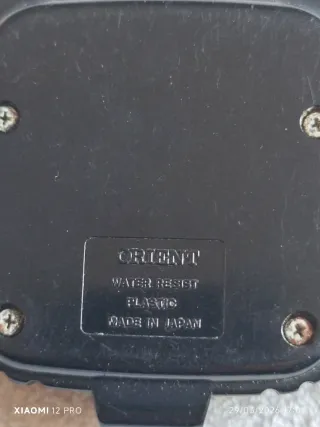 ORIENT
WATER RESIST
PLASTIC
MADE IN JAPAN
XIAOMI 12 PRO